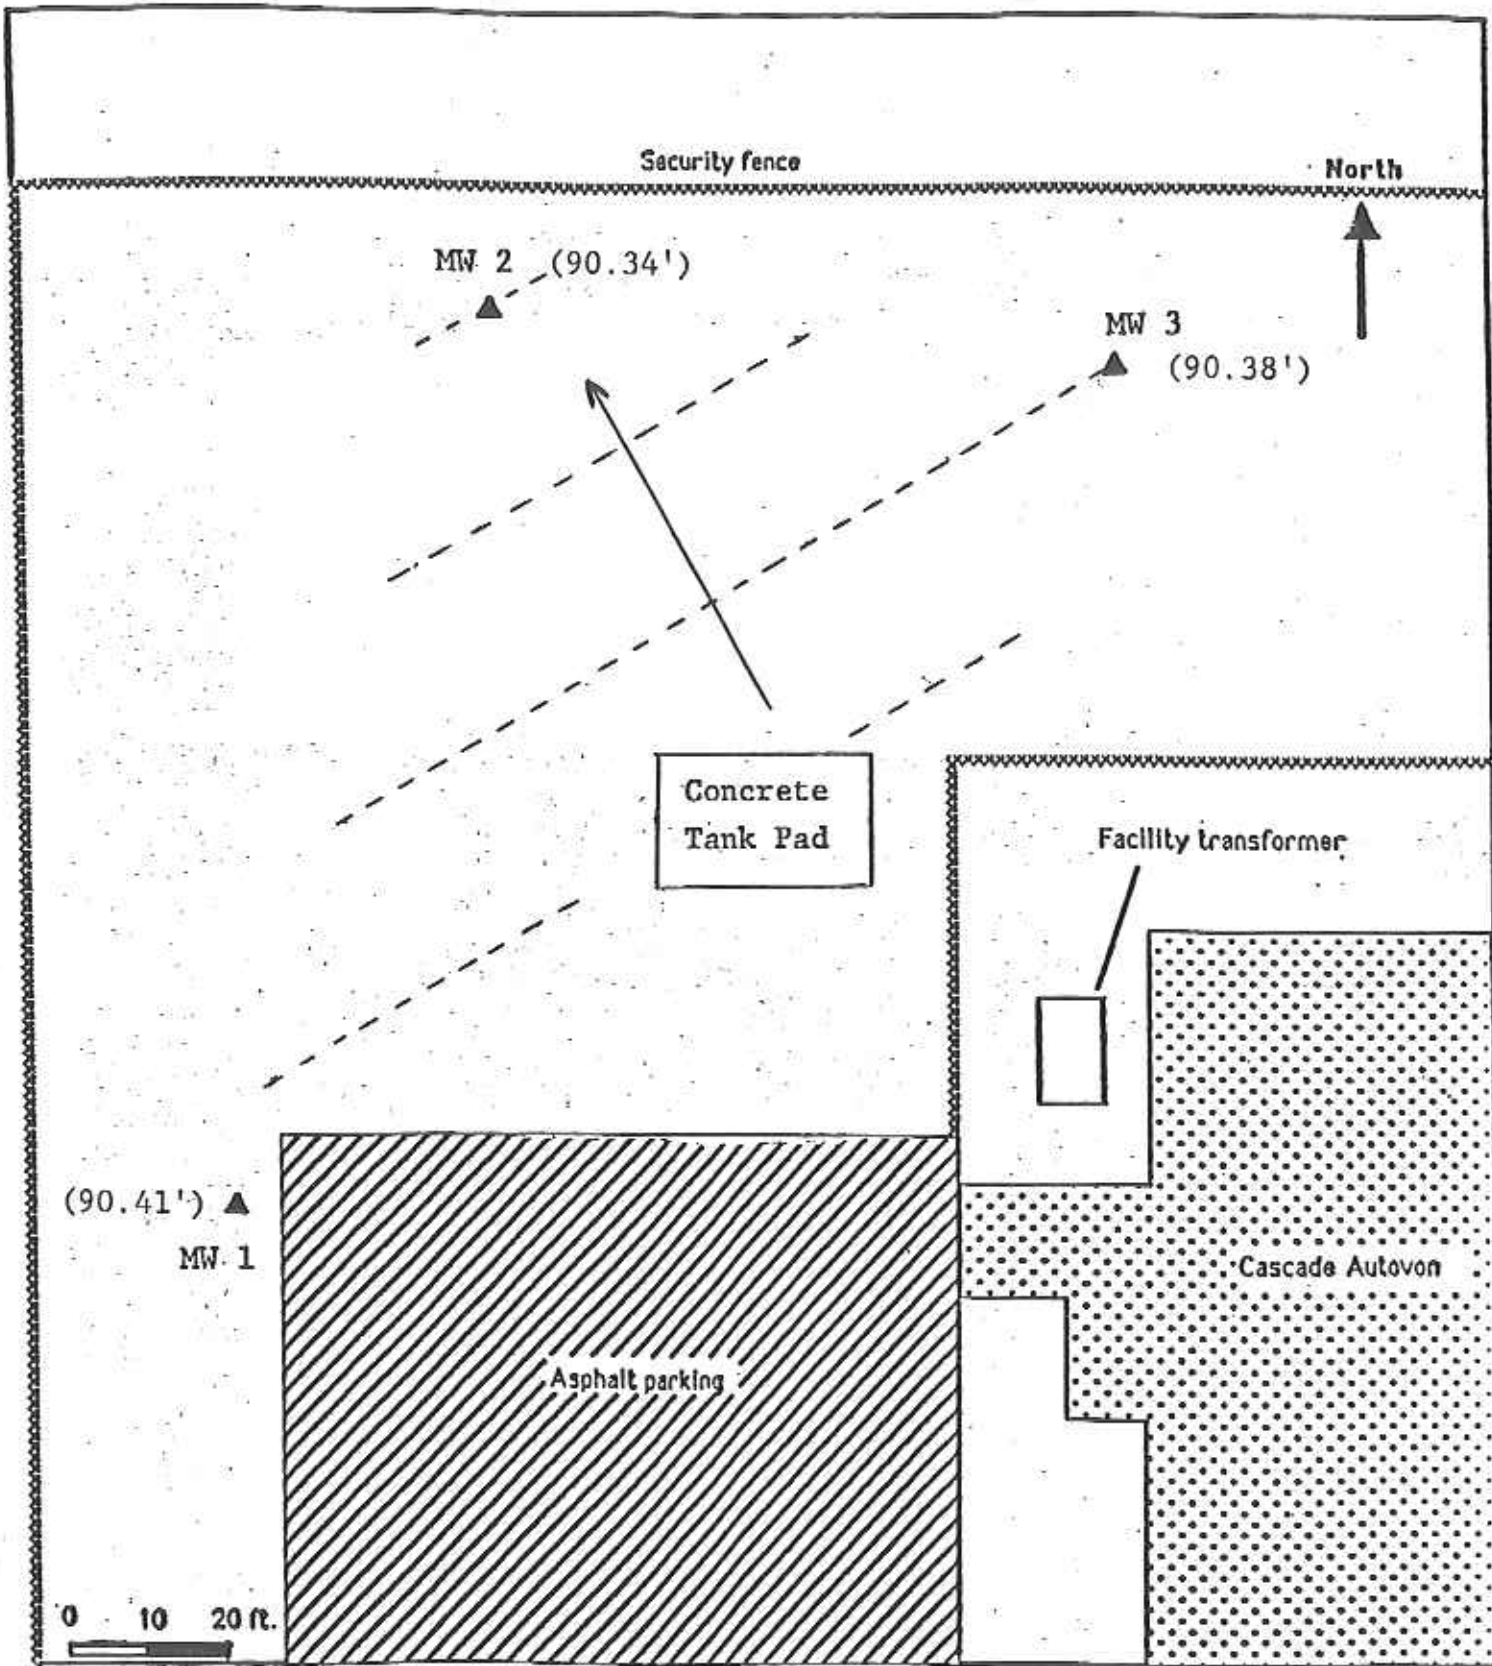 Security fence
North
MW 2 (90.34')
MW 3
(90.38')
Concrete
Tank Pad
Facility transformer
(90.41')
MW 1
Cascade Autovon
Asphalt parking
0 10 20 ft.